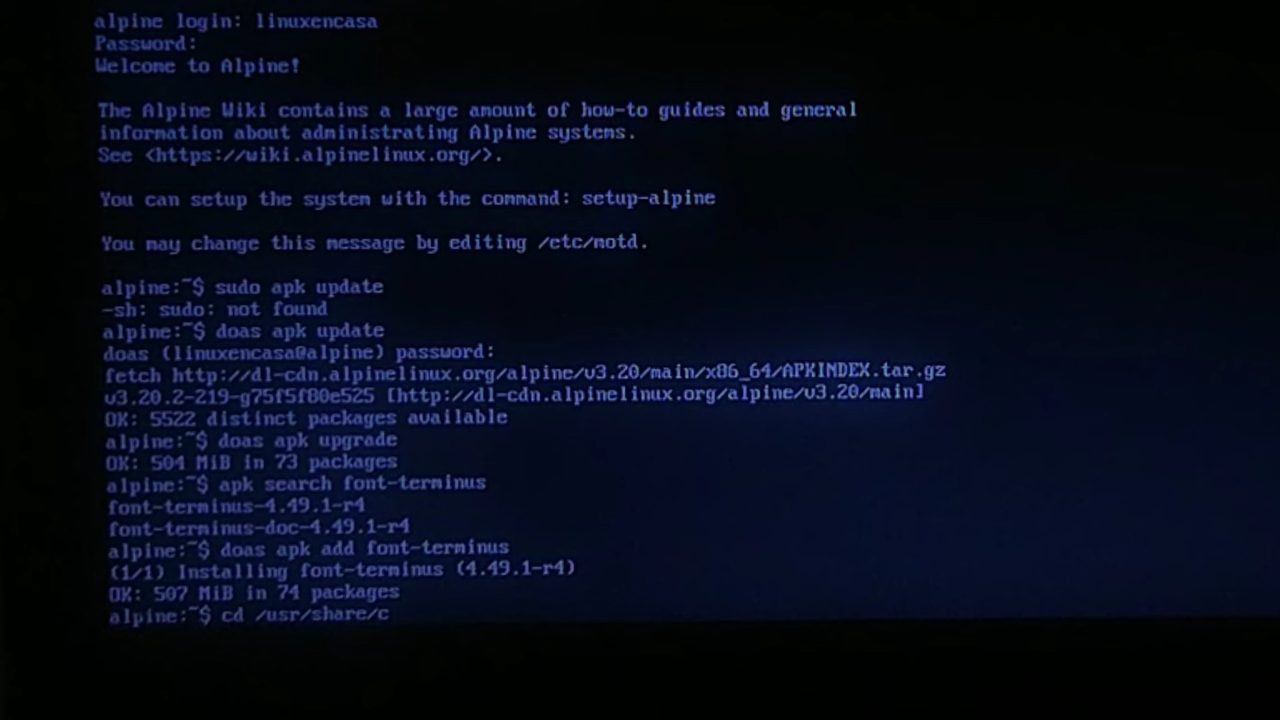 alpine login: linuxencasa
Password:
Welcome to Alpine!
The Alpine Wiki contains a large amount of how-to guides and general
information about administrating Alpine systems.
See <https://wiki.alpinelinux.org/>.
You can setup the system with the command: setup-alpine
You may change this message by editing /etc/motd.
alpine:~$ sudo apk update
-sh: sudo: not found
alpine:~$ doas apk update
doas (linuxencasa@alpine) password:
fetch http://dl-cdn.alpinelinux.org/alpine/v3.20/main/x86_64/APKINDEX.tar.gz
v3.20.2-219-g75f5f80e525 [http://dl-cdn.alpinelinux.org/alpine/v3.20/main]
OK: 5522 distinct packages available
alpine:~$ doas apk upgrade
OK: 504 MiB in 73 packages
alpine:~$ apk search font-terminus
font-terminus-4.49.1-r4
font-terminus-doc-4.49.1-r4
alpine:~$ doas apk add font-terminus
(1/1) Installing font-terminus (4.49.1-r4)
OK: 507 MiB in 74 packages
alpine:~$ cd /usr/share/c